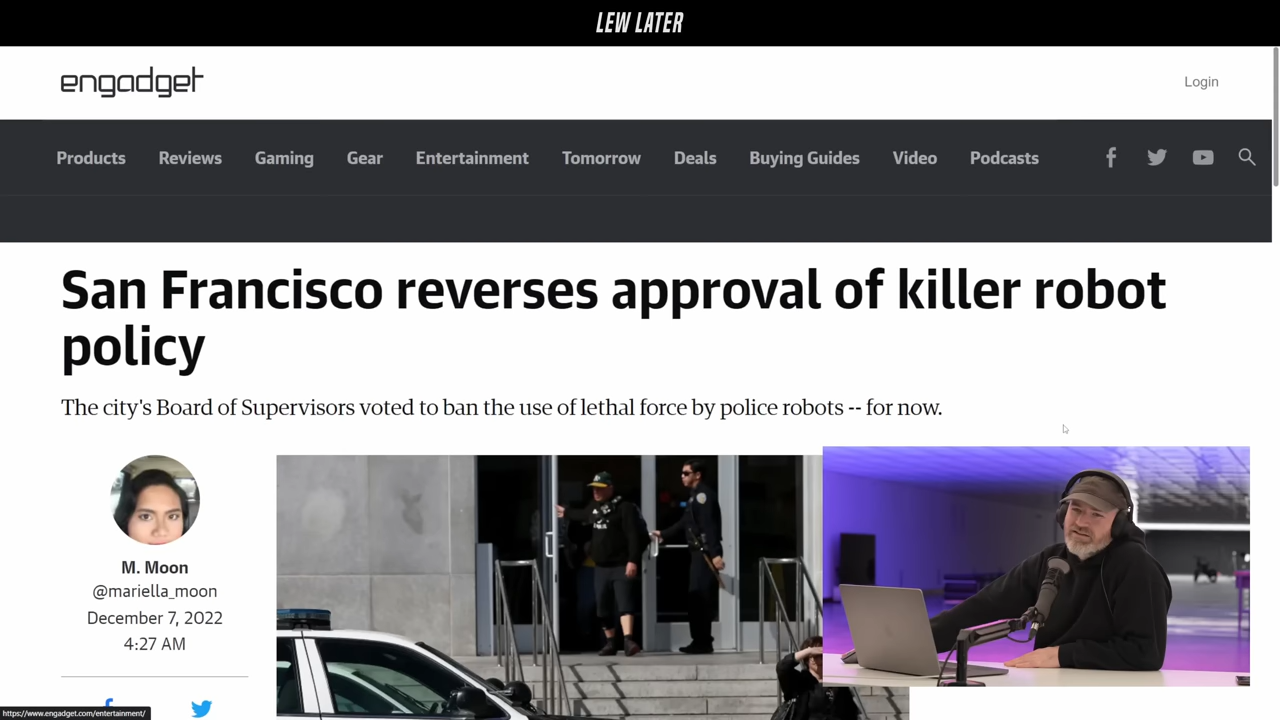 LEW LATER
engadget
Login
Products Reviews Gaming Gear Entertainment Tomorrow Deals Buying Guides Video Podcasts
San Francisco reverses approval of killer robot
policy
The city's Board of Supervisors voted to ban the use of lethal force by police robots -- for now.
M. Moon
@mariella_moon
December 7, 2022
4:27 AM
https://www.engadget.com/entertainment/